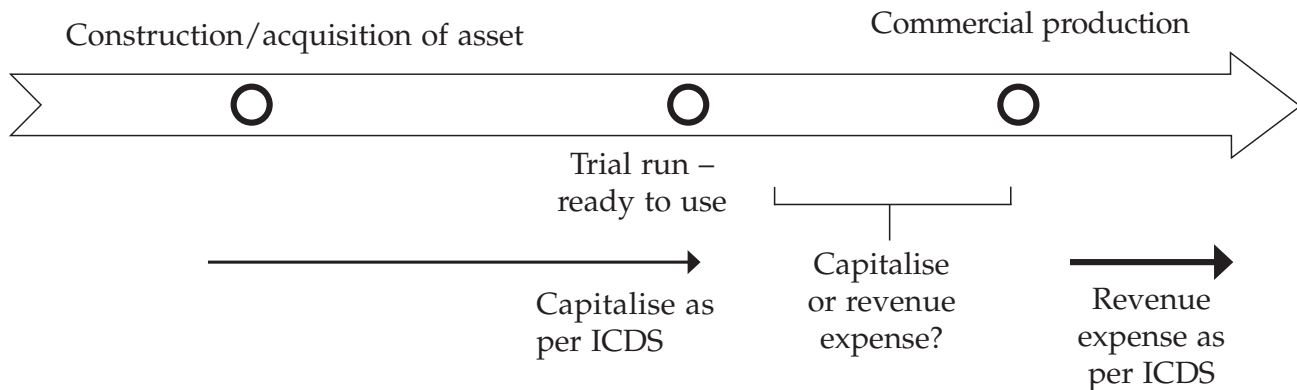 Construction/acquisition of asset
Commercial production
Trial run –
ready to use
Capitalise as
per ICDS
Capitalise
or revenue
expense?
Revenue
expense as
per ICDS